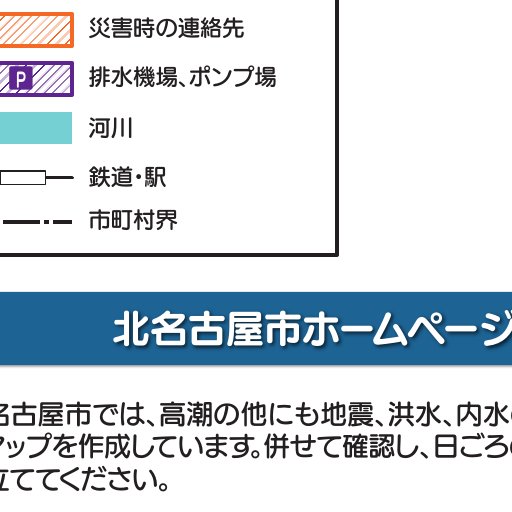 災害時の連絡先
P 排水機場、ポンプ場
河川
鉄道・駅
市町村界
北名古屋市ホームページ
名古屋市では、高潮の他にも地震、洪水、内水
マップを作成しています。併せて確認し、日ごろ
立ててください。